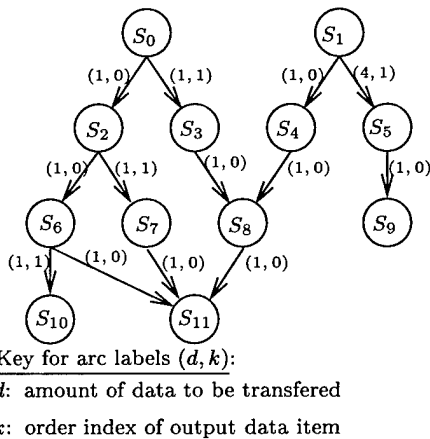 S0 S1
(1,0) (1,1) (1,0) (4,1)
S2 S3 S4 S5
(1,0) (1,1) (1,0) (1,0) (1,0)
S6 S7 S8 S9
(1,1) (1,0) (1,0) (1,0)
S10 S11
Key for arc labels (d, k):
d: amount of data to be transfered
k: order index of output data item